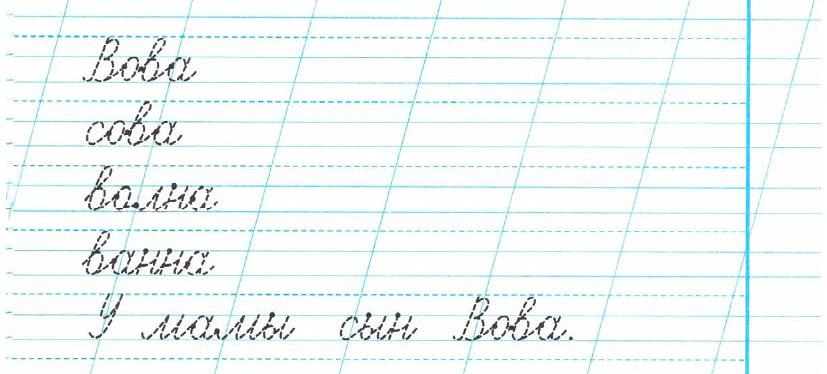 Вова
сова
волна
ванна
У мамы сын Вова.